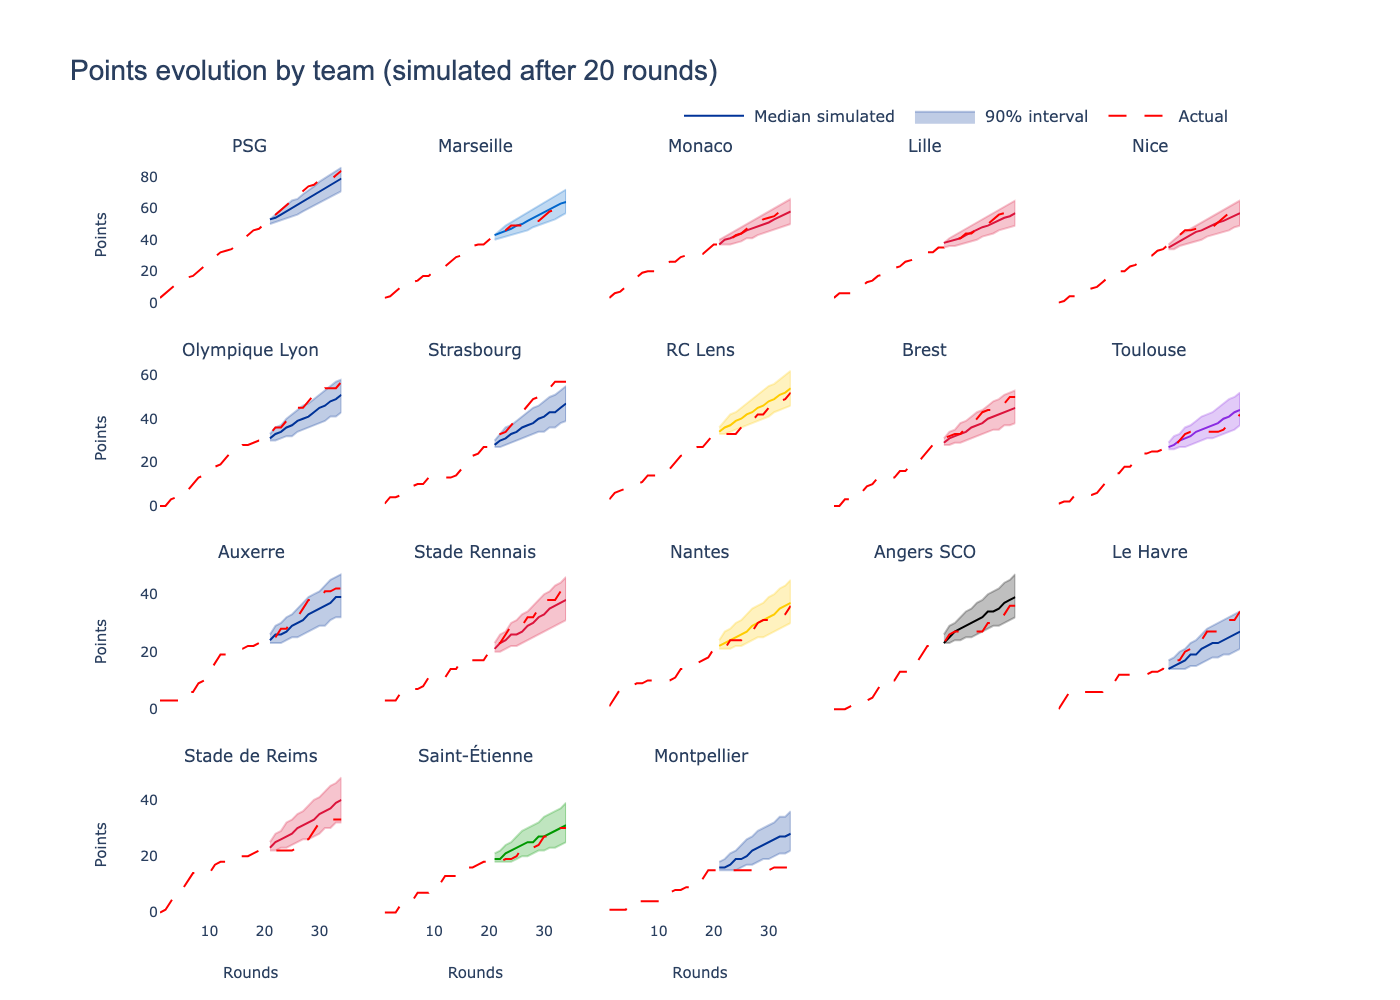 Points evolution by team (simulated after 20 rounds)
Median simulated 90% interval Actual
PSG Marseille Monaco Lille Nice
80
60
40
20
0
Points
Olympique Lyon Strasbourg RC Lens Brest Toulouse
60
40
20
0
Points
Auxerre Stade Rennais Nantes Angers SCO Le Havre
40
20
0
Points
Stade de Reims Saint-Étienne Montpellier
40
20
0
Points
10 20 30 10 20 30 10 20 30
Rounds Rounds Rounds